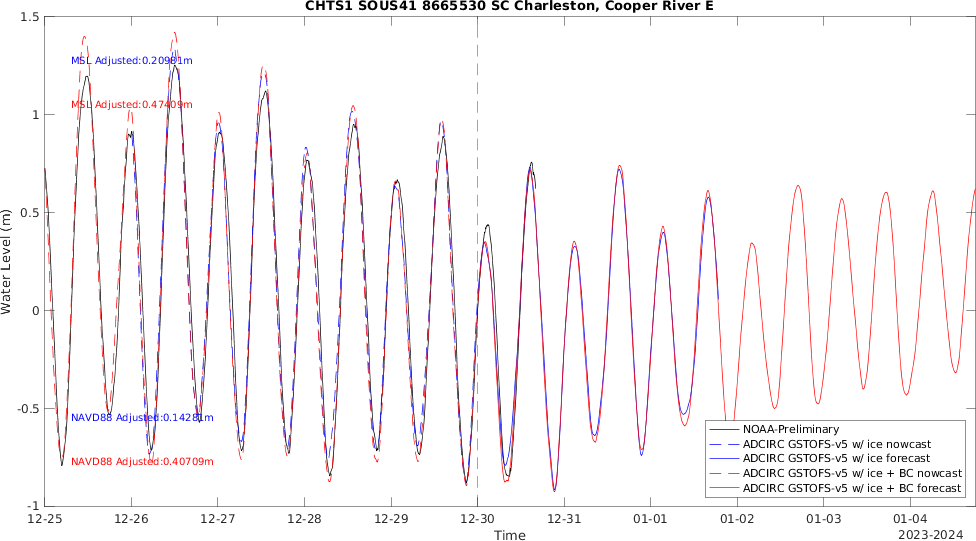 CHTS1 SOUS41 8665530 SC Charleston, Cooper River E
1.5
1
0.5
0
-0.5
-1
Water Level (m)
MSL Adjusted:0.20981m
MSL Adjusted:0.47409m
NAVD88 Adjusted:0.14281m
NAVD88 Adjusted:0.40709m
NOAA-Preliminary
ADCIRC GSTOFS-v5 w/ ice nowcast
ADCIRC GSTOFS-v5 w/ ice forecast
ADCIRC GSTOFS-v5 w/ ice + BC nowcast
ADCIRC GSTOFS-v5 w/ ice + BC forecast
12-25 12-26 12-27 12-28 12-29 12-30 12-31 01-01 01-02 01-03 01-04
Time
2023-2024